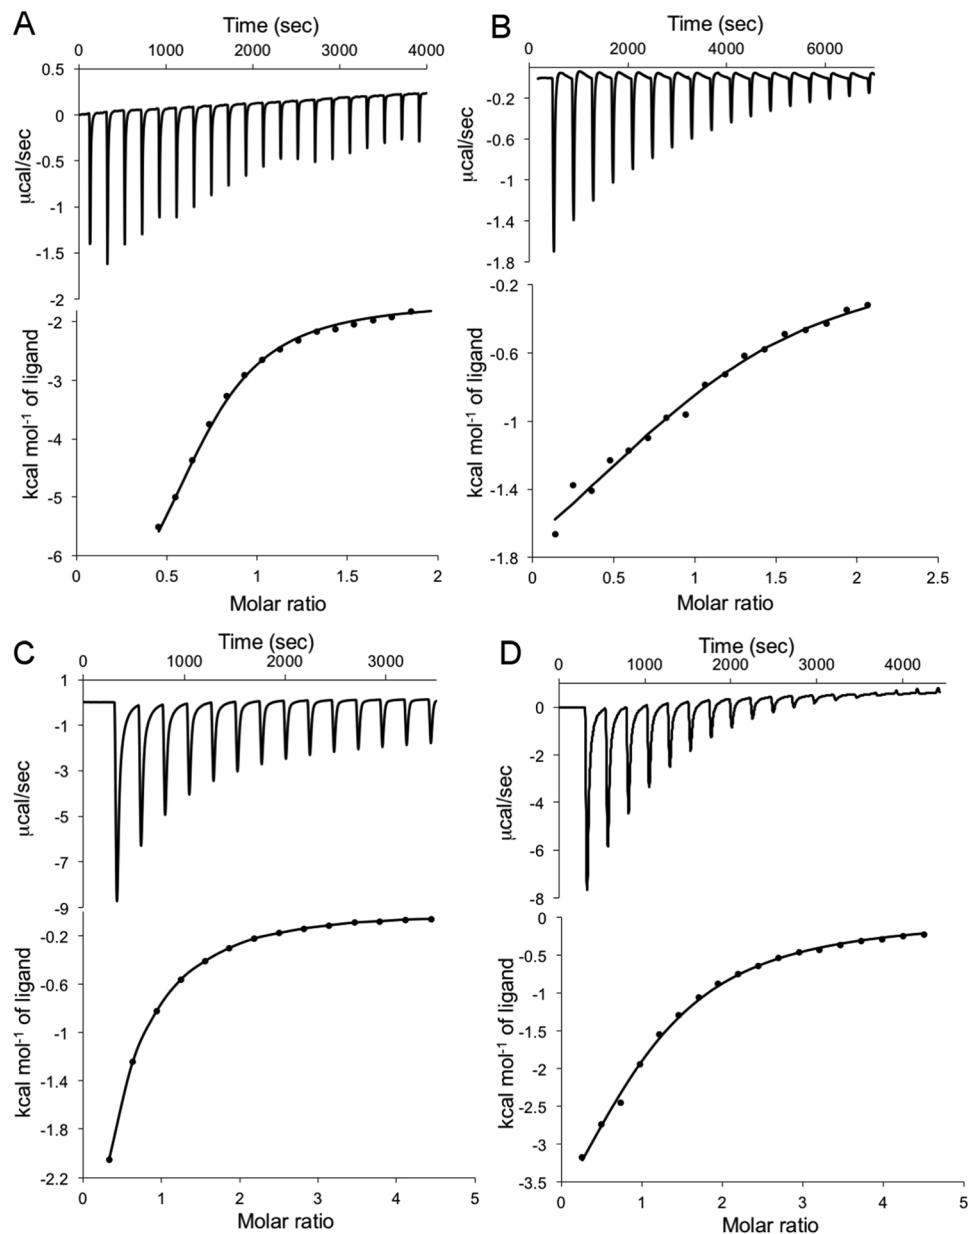 A
Time (sec)
0 1000 2000 3000 4000
0.5
0
-0.5
-1
-1.5
-2
µcal/sec
-2
-3
-4
-5
-6
kcal mol⁻¹ of ligand
0 0.5 1 1.5 2
Molar ratio
B
Time (sec)
0 2000 4000 6000
-0.2
-0.6
-1
-1.4
-1.8
µcal/sec
-0.2
-0.6
-1
-1.4
-1.8
kcal mol⁻¹ of ligand
0 0.5 1 1.5 2 2.5
Molar ratio
C
Time (sec)
0 1000 2000 3000
1
-1
-3
-5
-7
-9
µcal/sec
-0.2
-0.6
-1
-1.4
-1.8
-2.2
kcal mol⁻¹ of ligand
0 1 2 3 4 5
Molar ratio
D
Time (sec)
0 1000 2000 3000 4000
0
-2
-4
-6
-8
µcal/sec
0
-0.5
-1
-1.5
-2
-2.5
-3
-3.5
kcal mol⁻¹ of ligand
0 1 2 3 4 5
Molar ratio